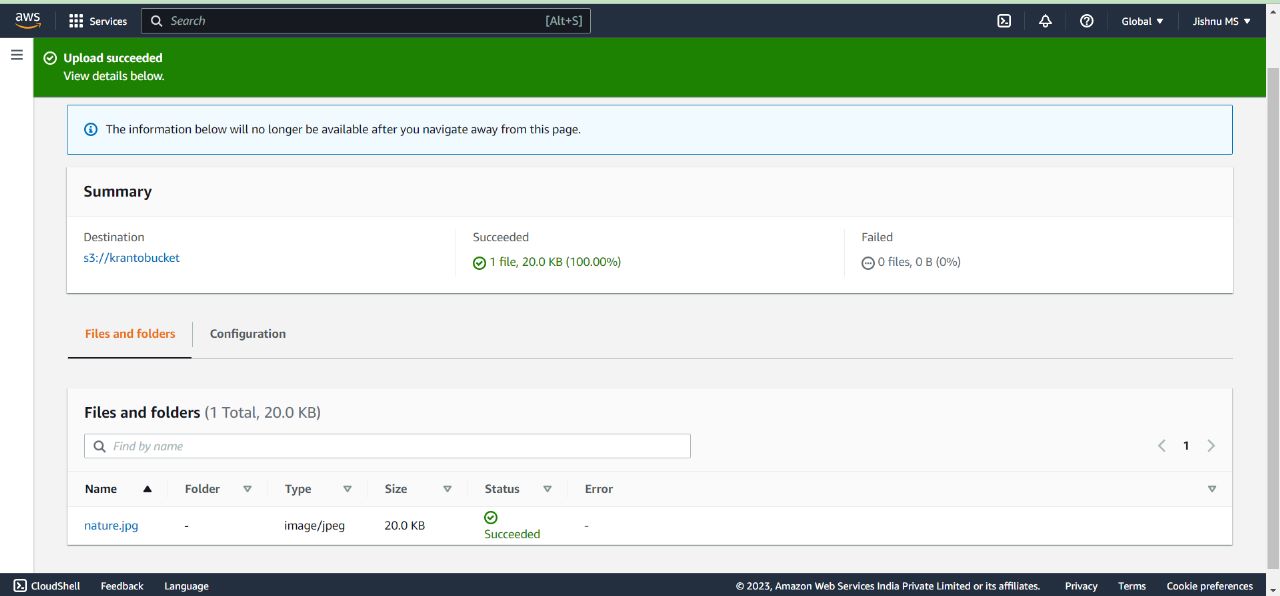 aws Services Search [Alt+S] Global ▼ Jishnu MS ▼
Upload succeeded
View details below.
The information below will no longer be available after you navigate away from this page.
Summary
Destination Succeeded Failed
s3://krantobucket 1 file, 20.0 KB (100.00%) 0 files, 0 B (0%)
Files and folders Configuration
Files and folders (1 Total, 20.0 KB)
Find by name 1
Name Folder Type Size Status Error
nature.jpg - image/jpeg 20.0 KB Succeeded -
CloudShell Feedback Language © 2023, Amazon Web Services India Private Limited or its affiliates. Privacy Terms Cookie preferences